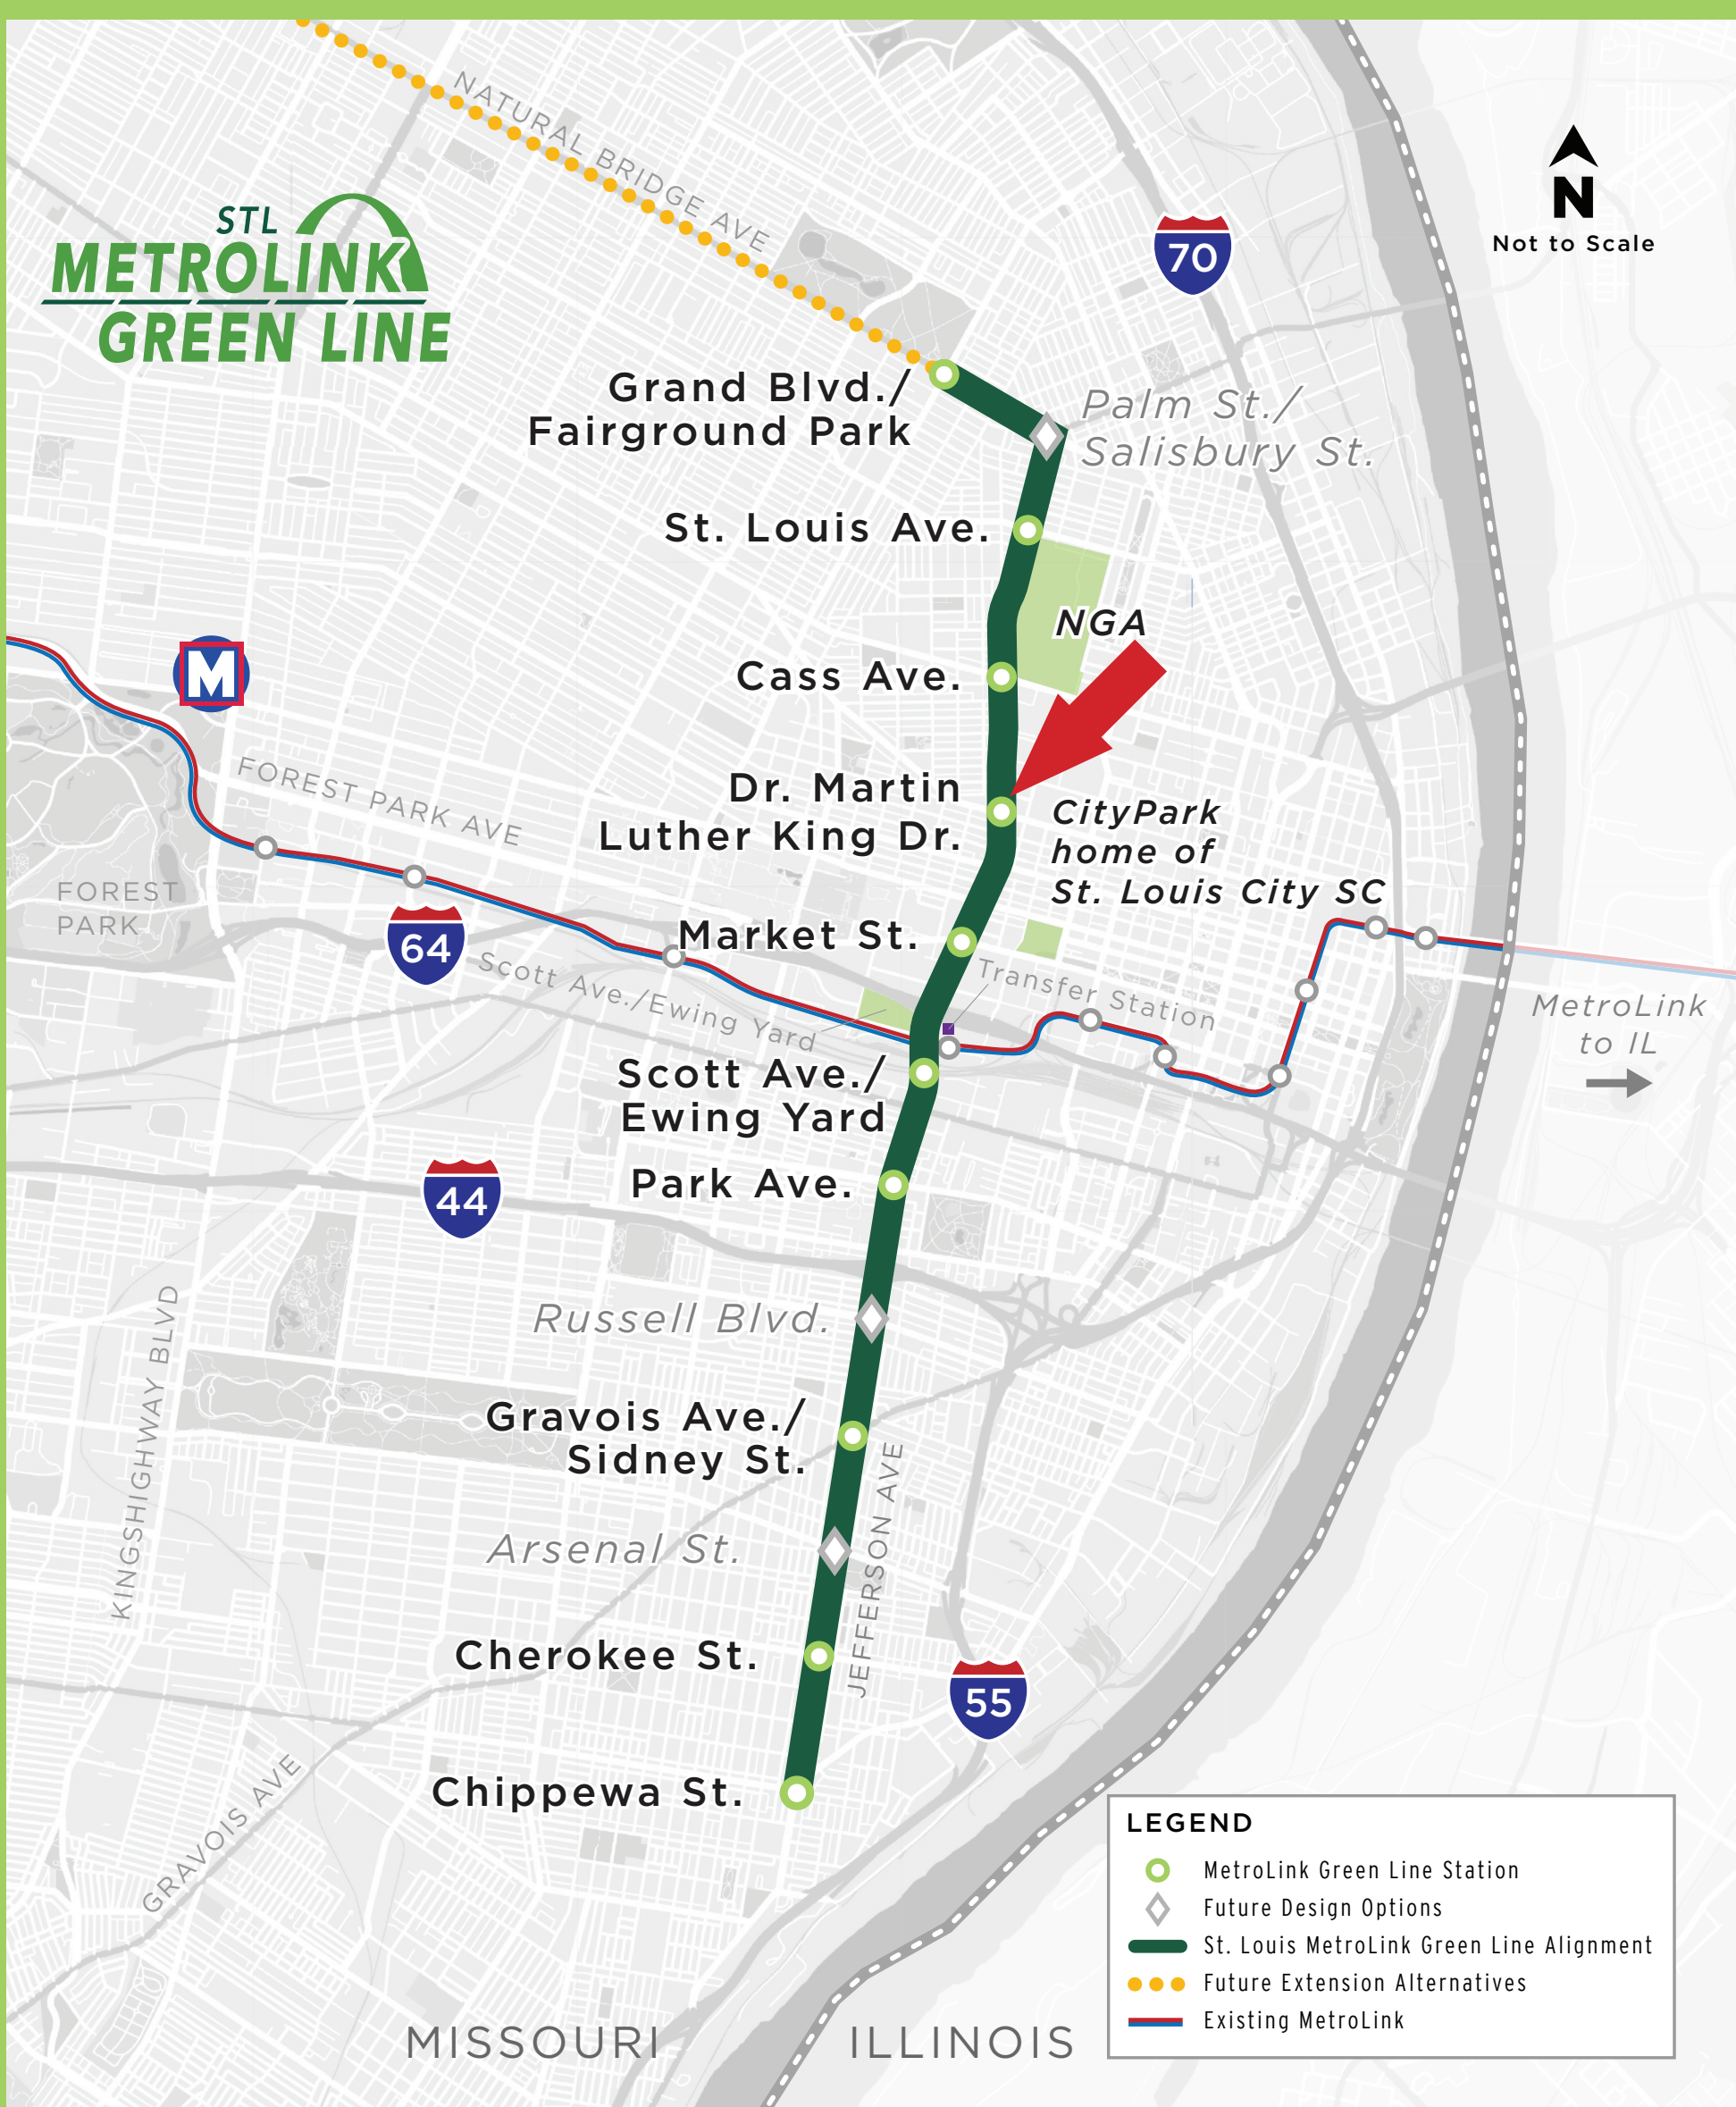 NATURAL BRIDGE AVE
STL
METROLINK
GREEN LINE
70
N
Not to Scale
Grand Blvd./
Fairground Park
Palm St./
Salisbury St.
St. Louis Ave.
NGA
M
Cass Ave.
FOREST PARK AVE
Dr. Martin
Luther King Dr.
CityPark
home of
St. Louis City SC
FOREST
PARK
64
Market St.
Scott Ave./Ewing Yard
Transfer Station
MetroLink
to IL
Scott Ave./
Ewing Yard
44
Park Ave.
Russell Blvd.
KINGSHIGHWAY BLVD
Gravois Ave./
Sidney St.
JEFFERSON AVE
Arsenal St.
Cherokee St.
55
Chippewa St.
GRAVOIS AVE
LEGEND
MetroLink Green Line Station
Future Design Options
St. Louis MetroLink Green Line Alignment
Future Extension Alternatives
Existing MetroLink
MISSOURI
ILLINOIS